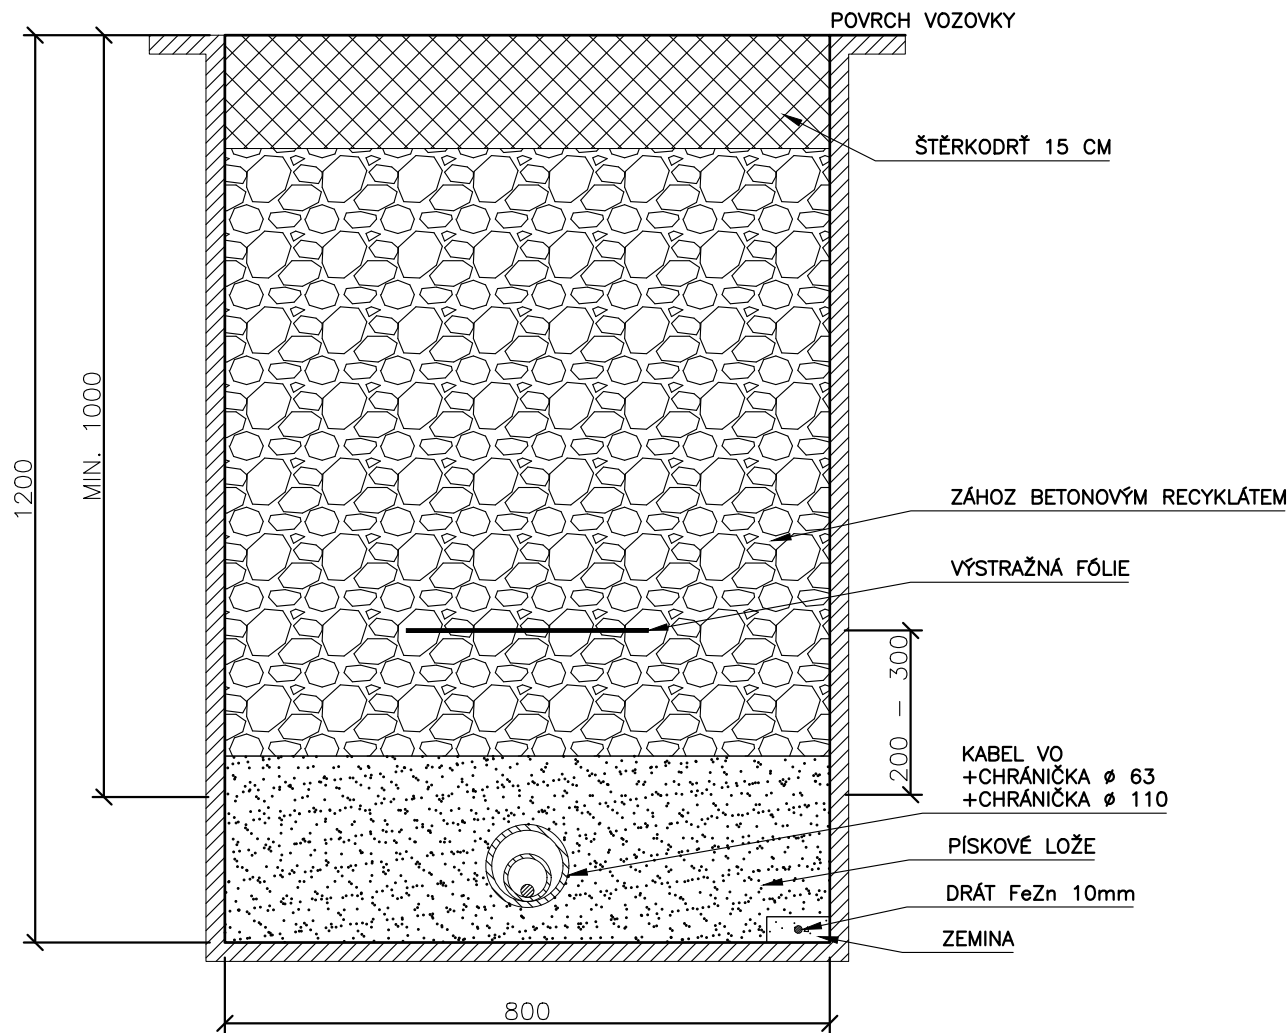 POVRCH VOZOVKY
ŠTĚRKODRŤ 15 CM
MIN. 1000
1200
ZÁHOZ BETONOVÝM RECYKLÁTEM
VÝSTRAŽNÁ FÓLIE
200 – 300
KABEL VO
+CHRÁNIČKA ø 63
+CHRÁNIČKA ø 110
PÍSKOVÉ LOŽE
DRÁT FeZn 10mm
ZEMINA
800